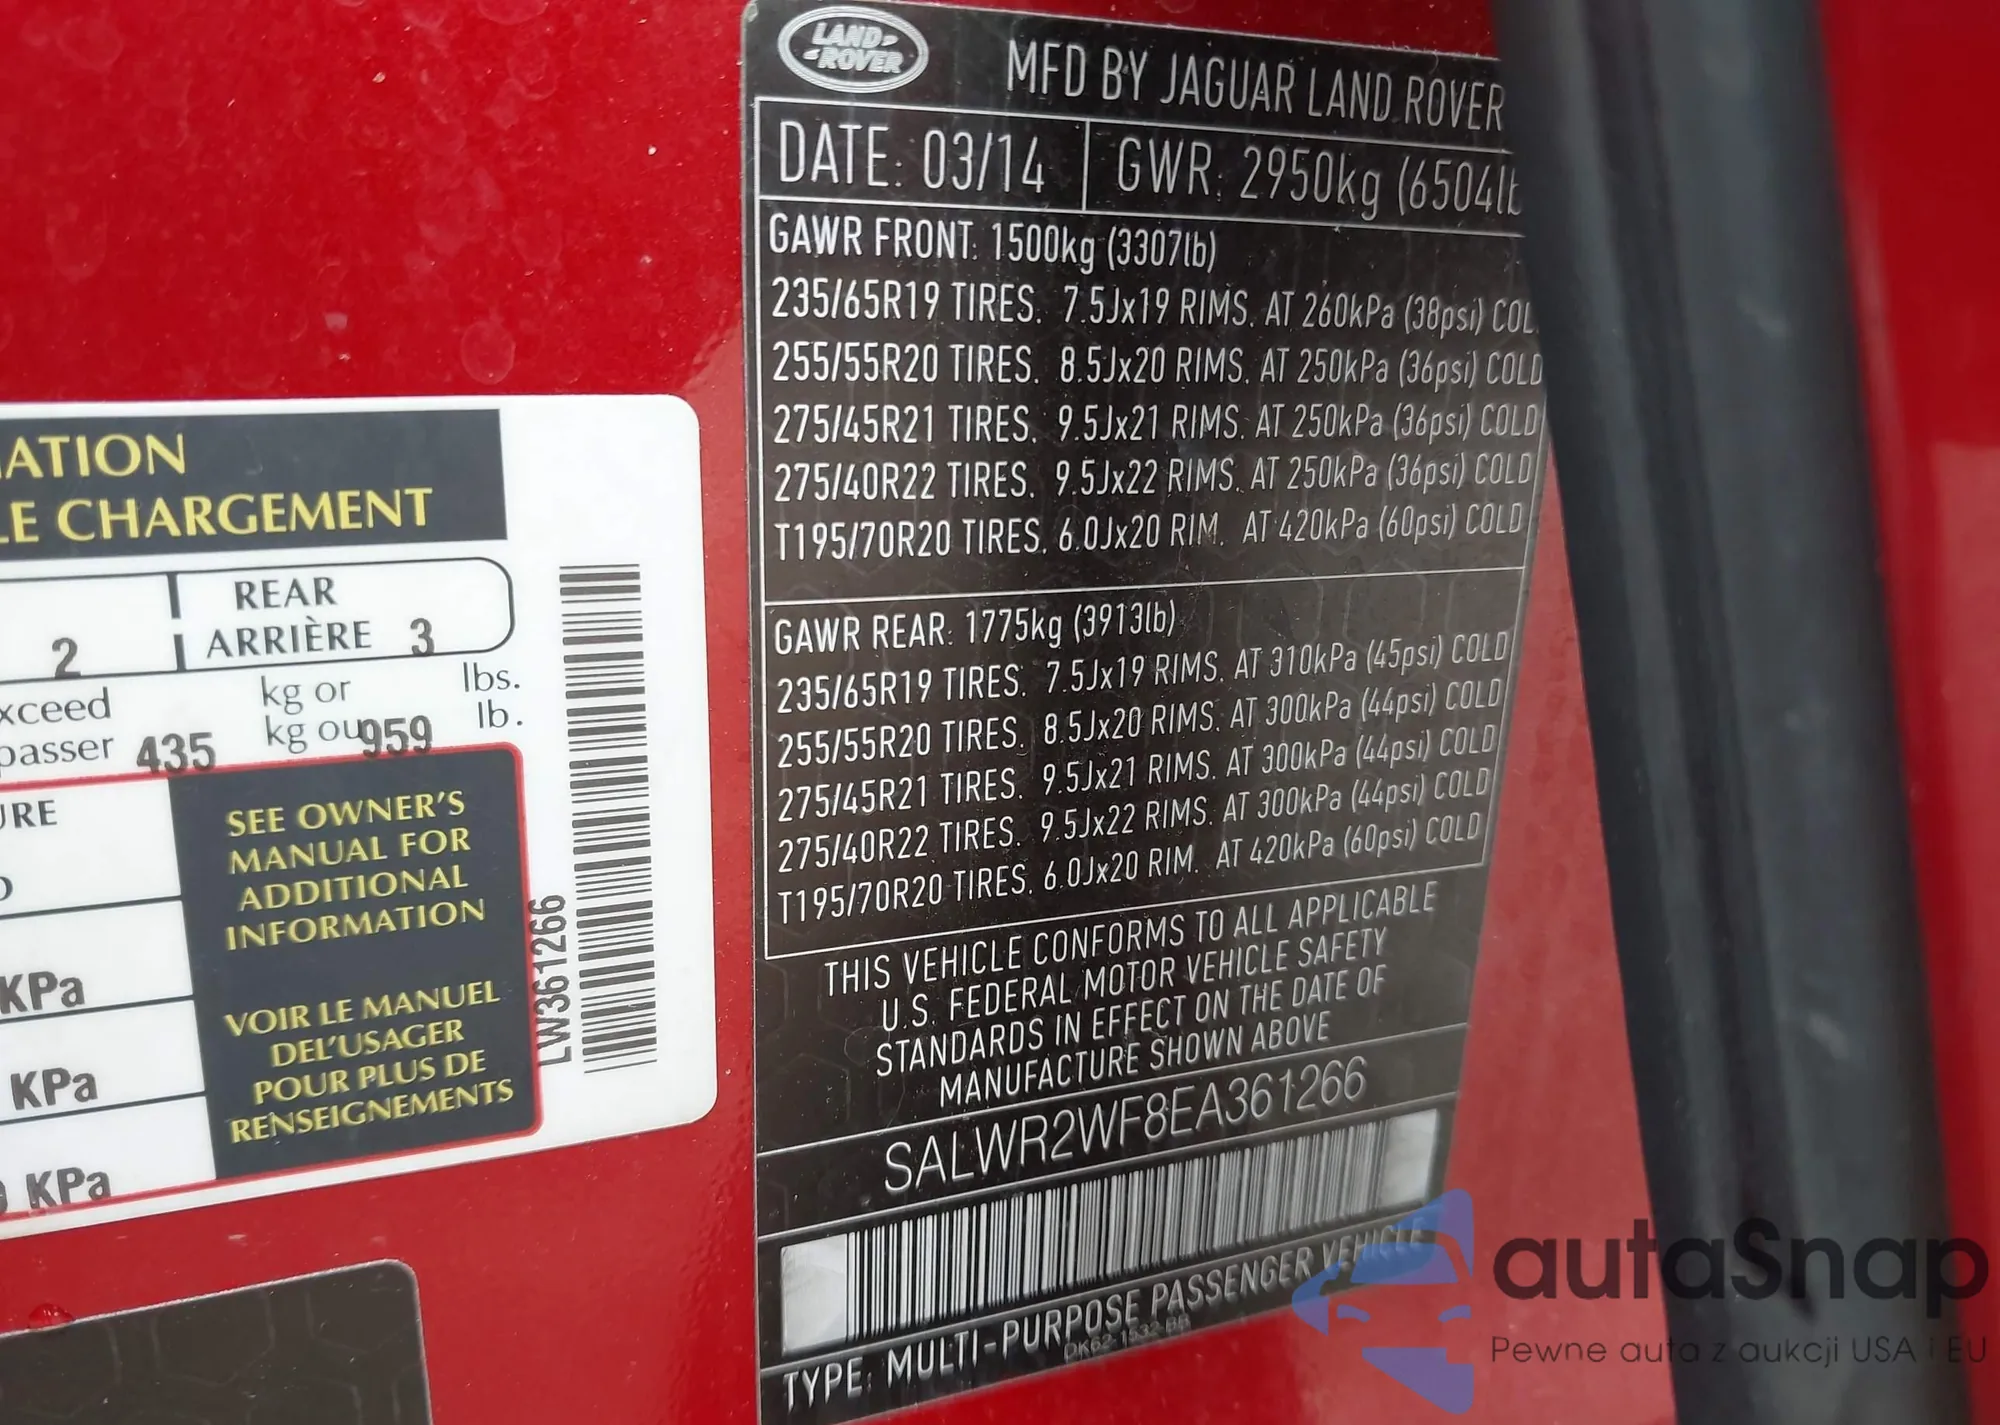 LAND
ROVER
MFD BY JAGUAR LAND ROVER
DATE: 03/14
GWR: 2950kg (6504lb
GAWR FRONT: 1500kg (3307lb)
235/65R19 TIRES. 7.5Jx19 RIMS. AT 260kPa (38psi) COL
255/55R20 TIRES. 8.5Jx20 RIMS. AT 250kPa (36psi) COLD
275/45R21 TIRES. 9.5Jx21 RIMS. AT 250kPa (36psi) COLD
275/40R22 TIRES. 9.5Jx22 RIMS. AT 250kPa (36psi) COLD
T195/70R20 TIRES. 6.0Jx20 RIM. AT 420kPa (60psi) COLD
GAWR REAR: 1775kg (3913lb)
235/65R19 TIRES. 7.5Jx19 RIMS. AT 310kPa (45psi) COLD
255/55R20 TIRES. 8.5Jx20 RIMS. AT 300kPa (44psi) COLD
275/45R21 TIRES. 9.5Jx21 RIMS. AT 300kPa (44psi) COLD
275/40R22 TIRES. 9.5Jx22 RIMS. AT 300kPa (44psi) COLD
T195/70R20 TIRES. 6.0Jx20 RIM. AT 420kPa (60psi) COLD
THIS VEHICLE CONFORMS TO ALL APPLICABLE
U.S. FEDERAL MOTOR VEHICLE SAFETY
STANDARDS IN EFFECT ON THE DATE OF
MANUFACTURE SHOWN ABOVE
SALWR2WF8EA361266
TYPE: MULTI-PURPOSE PASSENGER VEHICLE
ATION
LE CHARGEMENT
2
REAR
ARRIÈRE 3
xceed
kg or lbs.
passer 435 kg ou 959 lb.
URE
SEE OWNER'S
MANUAL FOR
ADDITIONAL
INFORMATION
VOIR LE MANUEL
DEL'USAGER
POUR PLUS DE
RENSEIGNEMENTS
KPa
KPa
KPa
LW361266
autaSnap
Pewne auta z aukcji USA i EU